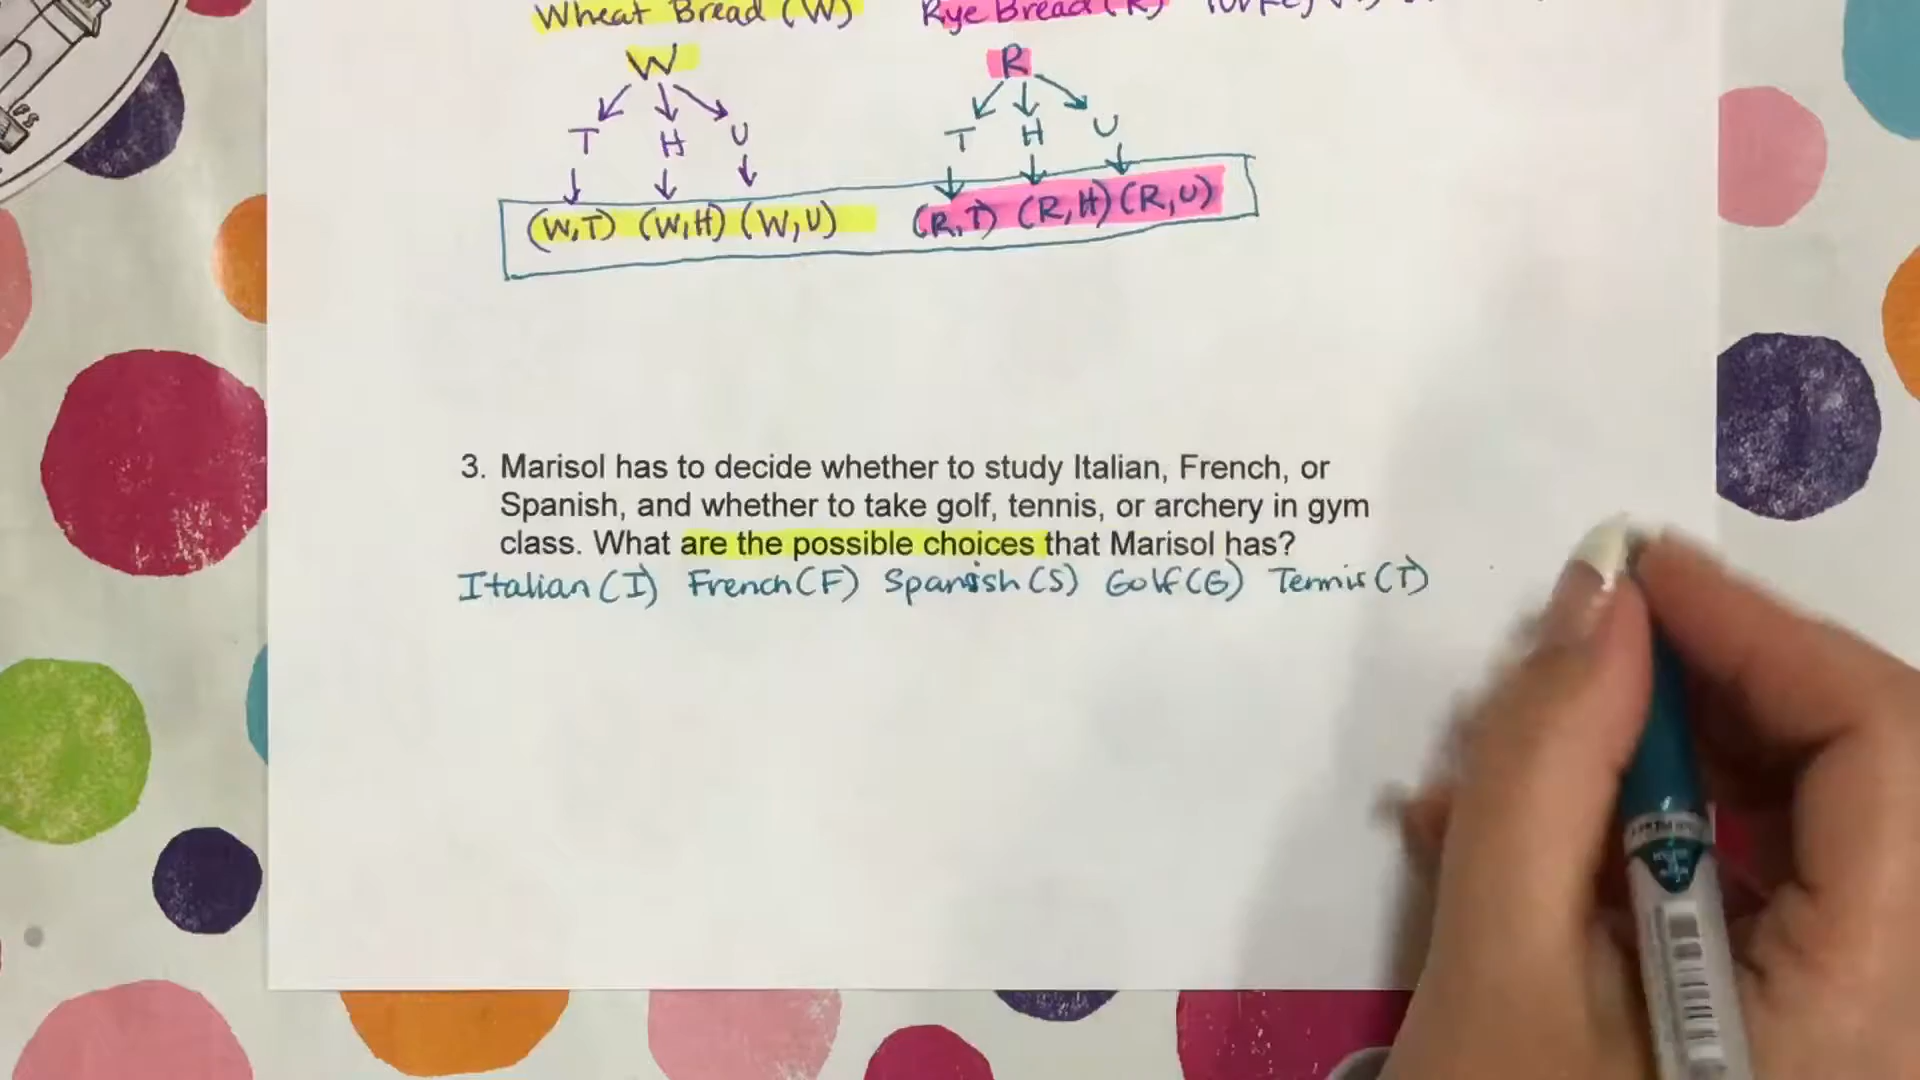 Wheat Bread (W) Rye Bread (R)
W R
T H U T H U
(W,T) (W,H) (W,U) (R,T) (R,H) (R,U)
3. Marisol has to decide whether to study Italian, French, or
Spanish, and whether to take golf, tennis, or archery in gym
class. What are the possible choices that Marisol has?
Italian (I) French (F) Spanish (S) Golf (G) Tennis (T)